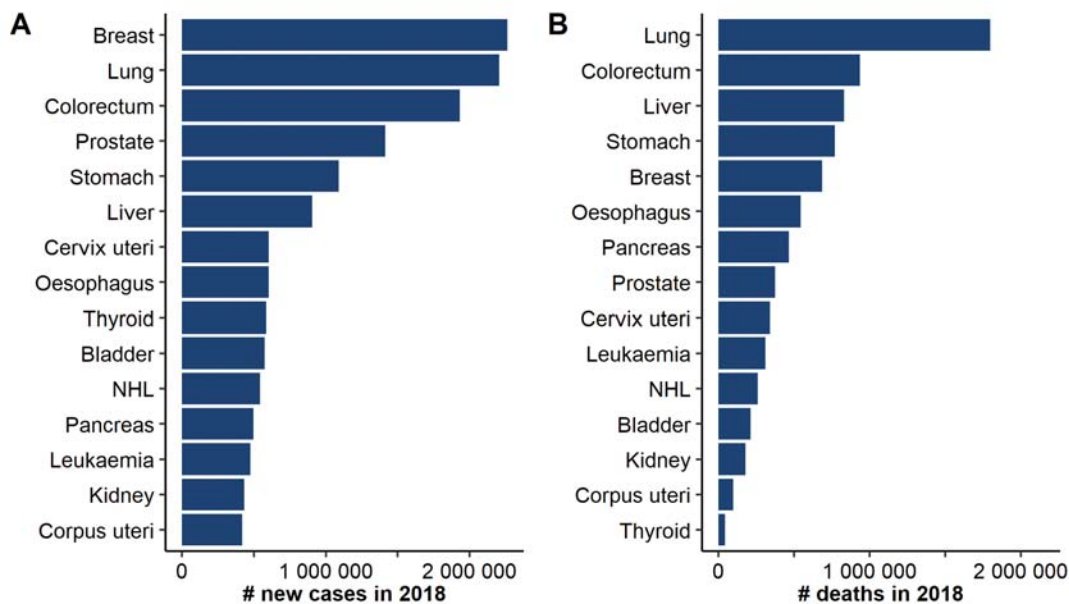 A
Breast
Lung
Colorectum
Prostate
Stomach
Liver
Cervix uteri
Oesophagus
Thyroid
Bladder
NHL
Pancreas
Leukaemia
Kidney
Corpus uteri
0 1 000 000 2 000 000
# new cases in 2018
B
Lung
Colorectum
Liver
Stomach
Breast
Oesophagus
Pancreas
Prostate
Cervix uteri
Leukaemia
NHL
Bladder
Kidney
Corpus uteri
Thyroid
0 1 000 000 2 000 000
# deaths in 2018